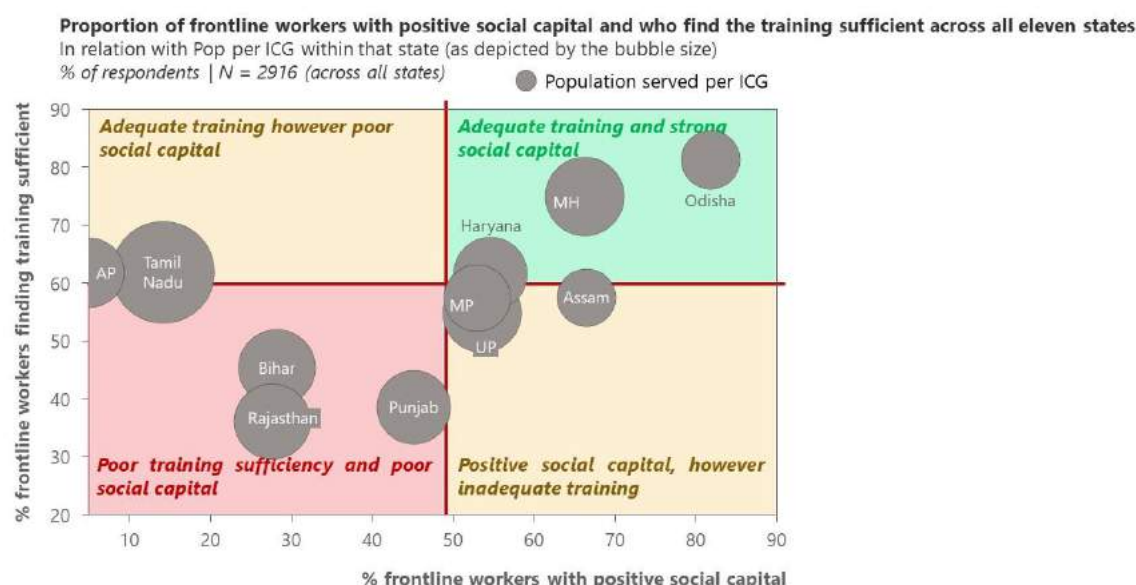 Proportion of frontline workers with positive social capital and who find the training sufficient across all eleven states
In relation with Pop per ICG within that state (as depicted by the bubble size)
% of respondents | N = 2916 (across all states)
Population served per ICG
% frontline workers finding training sufficient
90
80
70
60
50
40
30
20
Adequate training however poor
social capital
Adequate training and strong
social capital
MH
Odisha
Haryana
AP
Tamil
Nadu
MP
Assam
UP
Bihar
Rajasthan
Punjab
Poor training sufficiency and poor
social capital
Positive social capital, however
inadequate training
10
20
30
40
50
60
70
80
90
% frontline workers with positive social capital